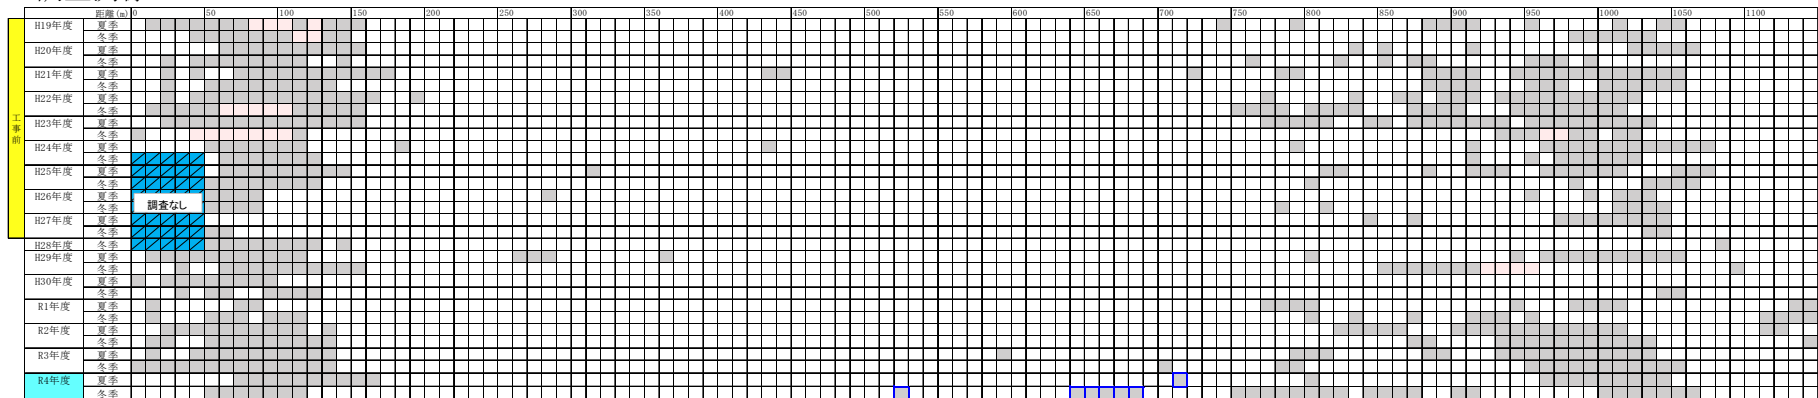 距離(m) 0 50 100 150 200 250 300 350 400 450 500 550 600 650 700 750 800 850 900 950 1000 1050 1100
工事前
H19年度 夏季
冬季
H20年度 夏季
冬季
H21年度 夏季
冬季
H22年度 夏季
冬季
H23年度 夏季
冬季
H24年度 夏季
冬季
H25年度 夏季
冬季
H26年度 夏季
調査なし
冬季
H27年度 夏季
冬季
H28年度 冬季
H29年度 夏季
冬季
H30年度 夏季
冬季
R1年度 夏季
冬季
R2年度 夏季
冬季
R3年度 夏季
冬季
R4年度 夏季
冬季